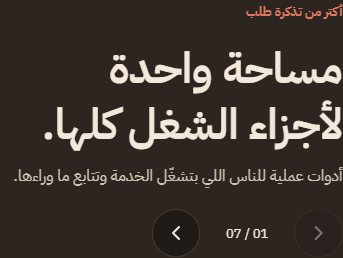 أكثر من تذكرة طلب
مساحة واحدة
لأجزاء الشغل كلها.
أدوات عملية للناس اللي بتشغّل الخدمة وتتابع ما وراءها.
07 / 01